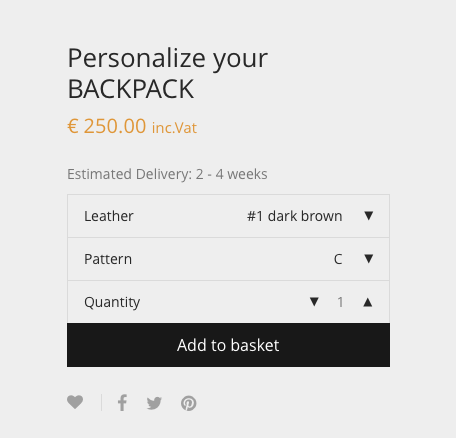 Personalize your
BACKPACK
€ 250.00 inc.Vat
Estimated Delivery: 2 - 4 weeks
Leather #1 dark brown ▼
Pattern C ▼
Quantity ▼ 1 ▲
Add to basket